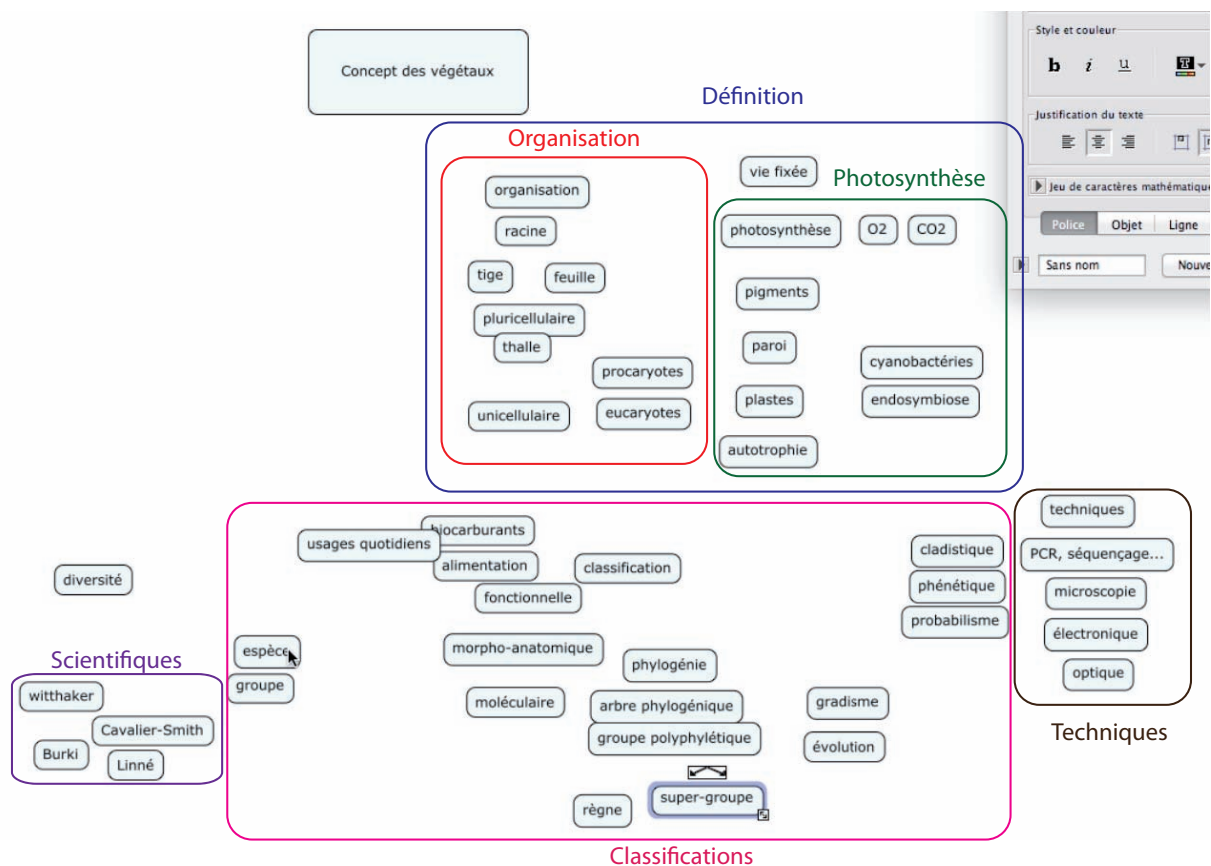 Style et couleur
Concept des végétaux
b i u T
Définition
Justification du texte
Organisation
vie fixée
Photosynthèse
Jeu de caractères mathématique
organisation
racine
photosynthèse
O2
CO2
Police Objet Ligne
tige
feuille
Sans nom
Nouve
pigments
pluricellulaire
thalle
paroi
procaryotes
cyanobactéries
unicellulaire
eucaryotes
plastes
endosymbiose
autotrophie
techniques
biocarburants
usages quotidiens
alimentation
classification
cladistique
PCR, séquençage...
diversité
fonctionnelle
phénétique
microscopie
probabilisme
électronique
espèce
morpho-anatomique
phylogénie
optique
Scientifiques
groupe
witthaker
moléculaire
arbre phylogénique
gradisme
Cavalier-Smith
groupe polyphylétique
évolution
Techniques
Burki
Linné
règne
super-groupe
Classifications